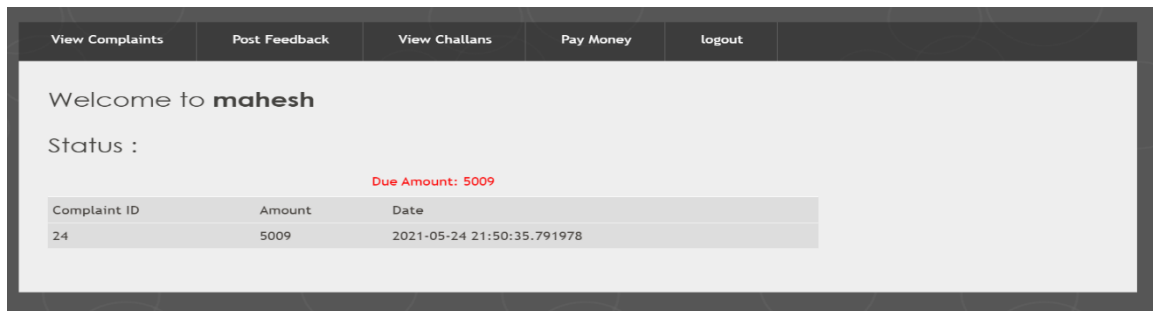 View Complaints Post Feedback View Challans Pay Money logout
Welcome to mahesh
Status :
Due Amount: 5009
Complaint ID Amount Date
24 5009 2021-05-24 21:50:35.791978